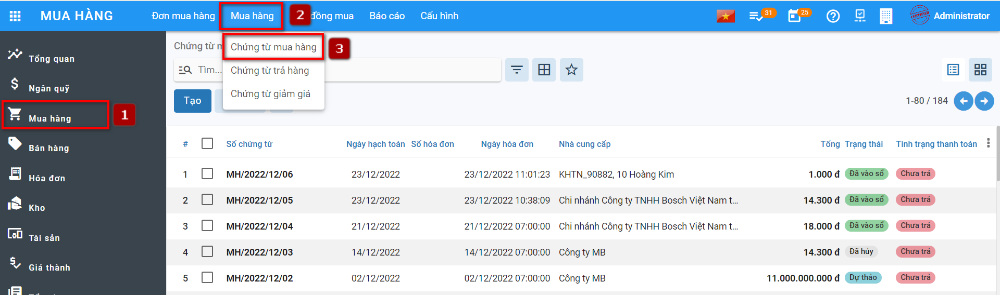 MUA HÀNG Đơn mua hàng Mua hàng 2 đồng mua Báo cáo Cấu hình 31 25 CERTIFIED Administrator
Chứng từ m Chứng từ mua hàng 3
Tổng quan
Tìm... Chứng từ trả hàng
Ngân quỹ
Chứng từ giảm giá
Tạo 1-80 / 184
Mua hàng 1
Bán hàng
Hóa đơn
Kho
Tài sản
Giá thành
# Số chứng từ Ngày hạch toán Số hóa đơn Ngày hóa đơn Nhà cung cấp Tổng Trạng thái Tình trạng thanh toán
1 MH/2022/12/06 23/12/2022 23/12/2022 11:01:23 KHTN_90882, 10 Hoàng Kim 1.000 đ Đã vào sổ Chưa trả
2 MH/2022/12/05 23/12/2022 23/12/2022 10:38:09 Chi nhánh Công ty TNHH Bosch Việt Nam t... 14.300 đ Đã vào sổ Chưa trả
3 MH/2022/12/04 21/12/2022 21/12/2022 07:00:00 Chi nhánh Công ty TNHH Bosch Việt Nam t... 18.000 đ Đã vào sổ Chưa trả
4 MH/2022/12/03 14/12/2022 14/12/2022 07:00:00 Công ty MB 14.300 đ Đã hủy Chưa trả
5 MH/2022/12/02 02/12/2022 02/12/2022 07:00:00 Công ty MB 11.000.000.000 đ Dự thảo Chưa trả